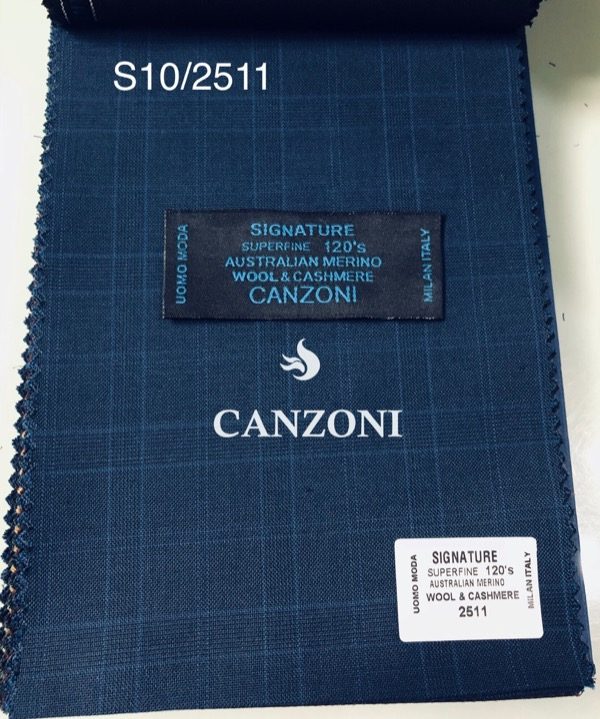 S10/2511
UOMO MODA
SIGNATURE
SUPERFINE 120's
AUSTRALIAN MERINO
WOOL & CASHMERE
CANZONI
MILAN ITALY
CANZONI
UOMO MODA
SIGNATURE
SUPERFINE 120's
AUSTRALIAN MERINO
WOOL & CASHMERE
2511
MILAN ITALY